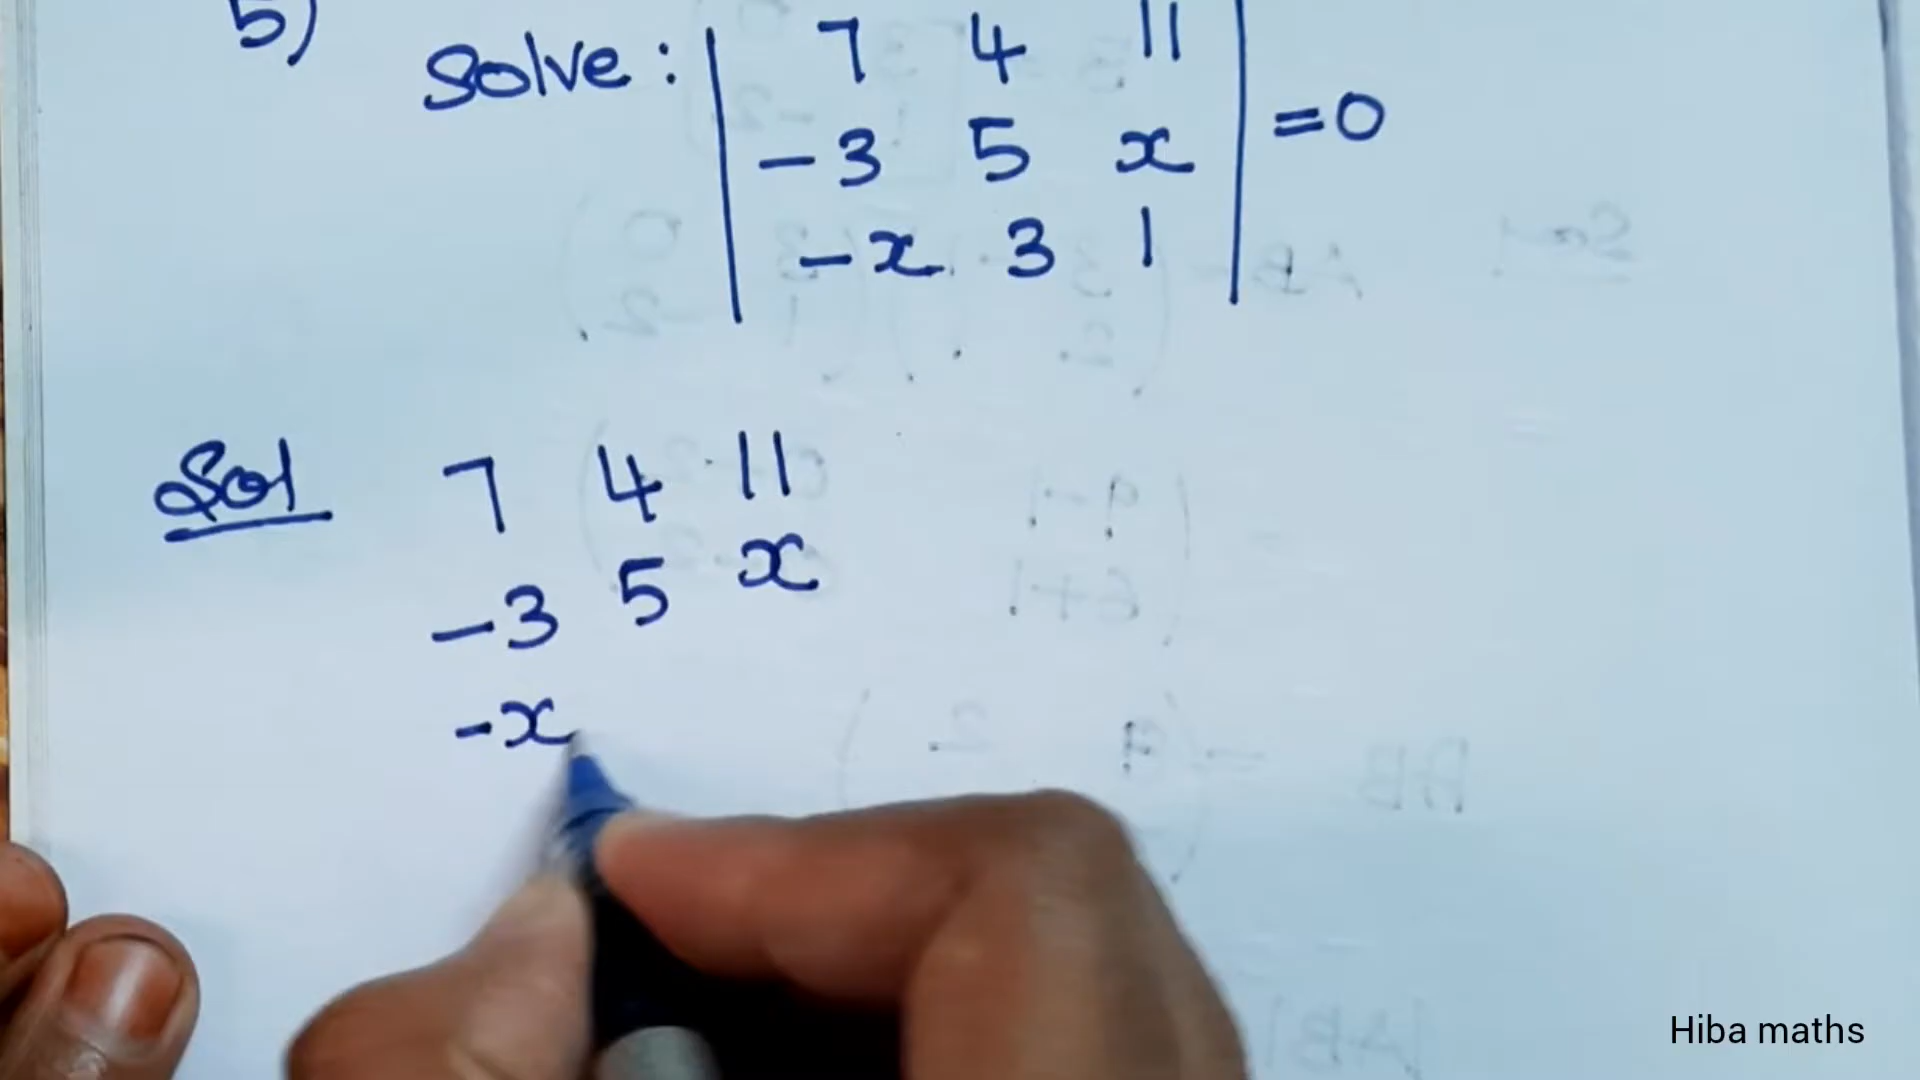 5)
Solve : | 7 4 11 |
| -3 5 x | = 0
| -x 3 1 |
Sol 7 4 11
-3 5 x
-x
Hiba maths